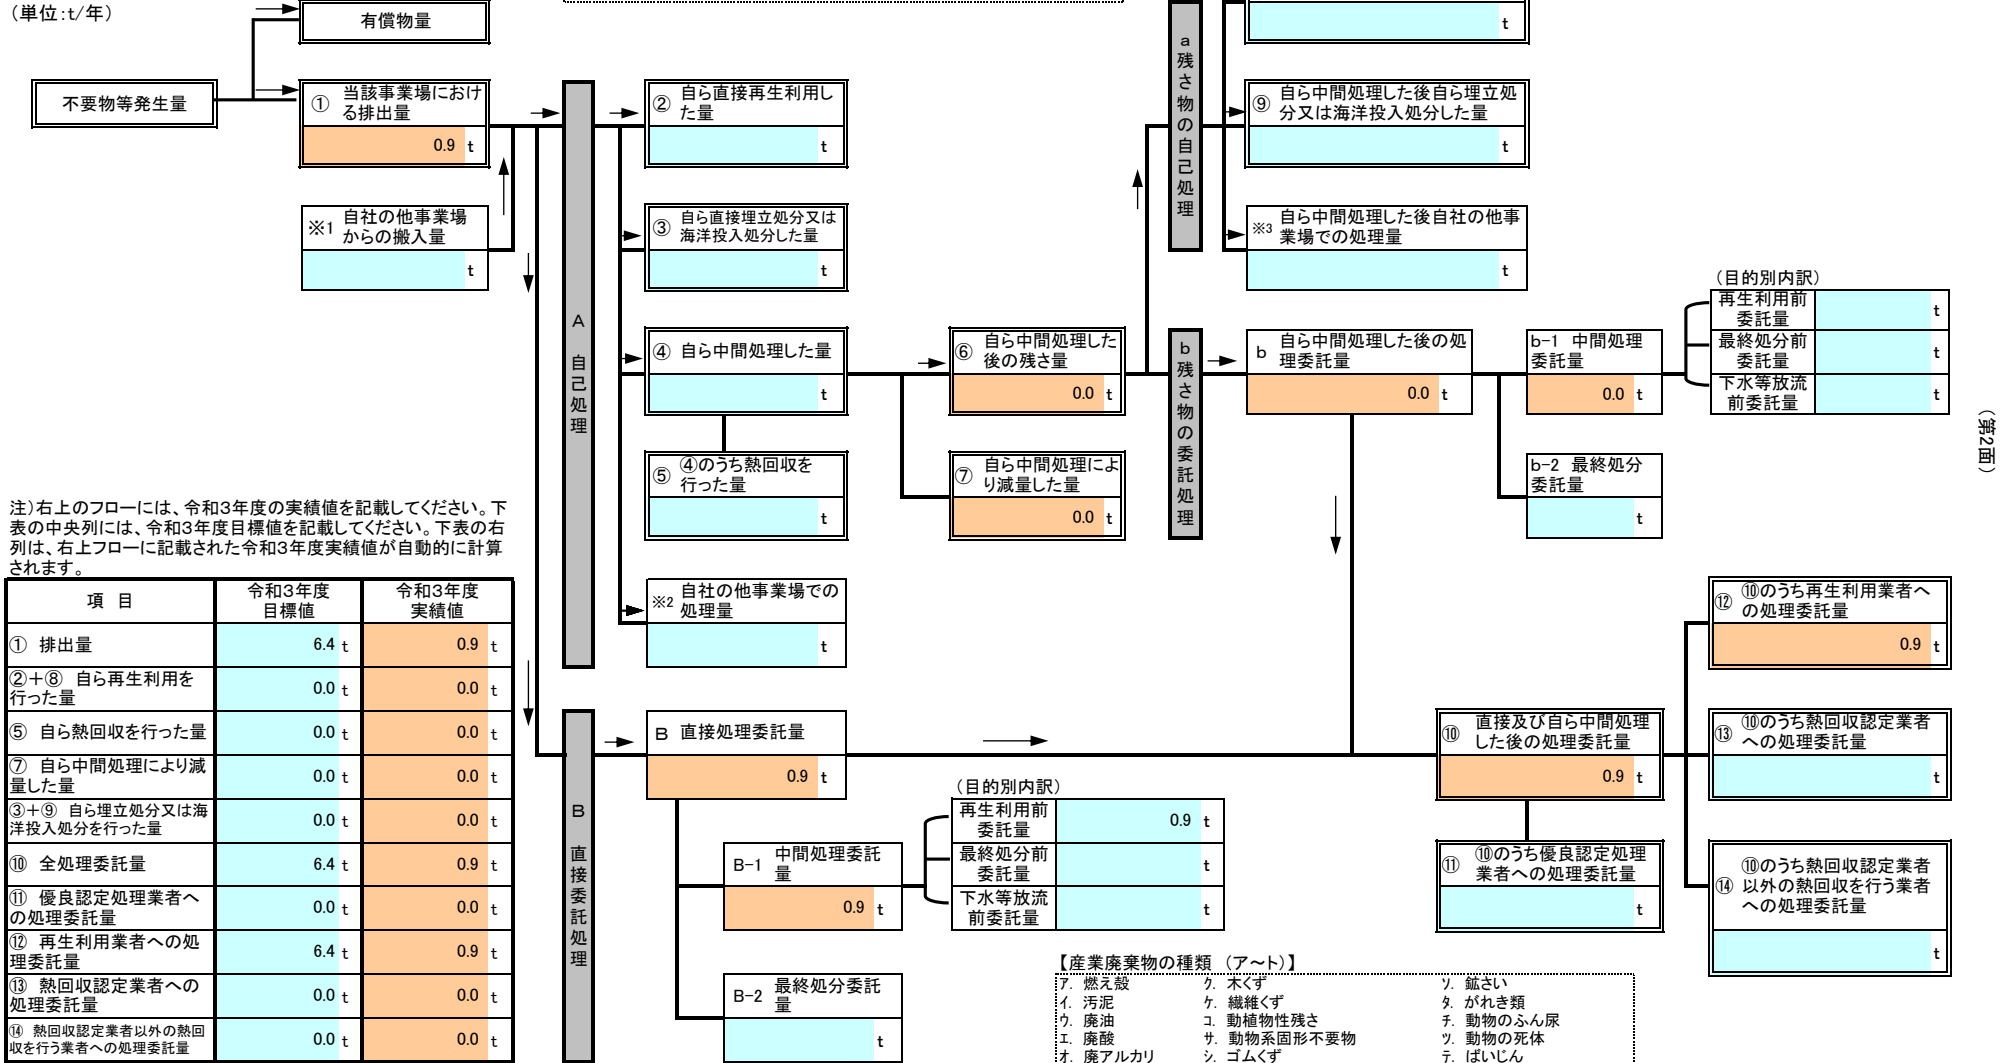 （単位：t/年）
有償物量
t
不要物等発生量
① 当該事業場におけ
る排出量
0.9 t
※1 自社の他事業場
からの搬入量
t
A 自己処理
② 自ら直接再生利用し
た量
t
③ 自ら直接埋立処分又は
海洋投入処分した量
t
④ 自ら中間処理した量
t
⑤ ④のうち熱回収を
行った量
t
※2 自社の他事業場での
処理量
t
⑥ 自ら中間処理した
後の残さ量
0.0 t
⑦ 自ら中間処理によ
り減量した量
0.0 t
a 残さ物の自己処理
⑨ 自ら中間処理した後自ら埋立処
分又は海洋投入処分した量
t
※3 自ら中間処理した後自社の他事
業場での処理量
t
b 残さ物の委託処理
b 自ら中間処理した後の処
理委託量
0.0 t
b-1 中間処理
委託量
0.0 t
b-2 最終処分
委託量
t
（目的別内訳）
再生利用前
委託量 t
最終処分前
委託量 t
下水等放流
前委託量 t
（第2面）
注）右上のフローには、令和3年度の実績値を記載してください。下
表の中央列には、令和3年度目標値を記載してください。下表の右
列は、右上フローに記載された令和3年度実績値が自動的に計算
されます。
項 目 令和3年度 目標値 令和3年度 実績値
① 排出量 6.4 t 0.9 t
②＋⑧ 自ら再生利用を
行った量 0.0 t 0.0 t
⑤ 自ら熱回収を行った量 0.0 t 0.0 t
⑦ 自ら中間処理により減
量した量 0.0 t 0.0 t
③＋⑨ 自ら埋立処分又は海
洋投入処分を行った量 0.0 t 0.0 t
⑩ 全処理委託量 6.4 t 0.9 t
⑪ 優良認定処理業者へ
の処理委託量 0.0 t 0.0 t
⑫ 再生利用業者への処
理委託量 6.4 t 0.9 t
⑬ 熱回収認定業者への
処理委託量 0.0 t 0.0 t
⑭ 熱回収認定業者以外の熱回
収を行う業者への処理委託量 0.0 t 0.0 t
B 直接委託処理
B 直接処理委託量
0.9 t
B-1 中間処理委託
量
0.9 t
B-2 最終処分委託
量
t
（目的別内訳）
再生利用前
委託量 0.9 t
最終処分前
委託量 t
下水等放流
前委託量 t
⑩ 直接及び自ら中間処理
した後の処理委託量
0.9 t
⑪ ⑩のうち優良認定処理
業者への処理委託量
t
⑫ ⑩のうち再生利用業者へ
の処理委託量
0.9 t
⑬ ⑩のうち熱回収認定業者
への処理委託量
t
⑭ ⑩のうち熱回収認定業者
以外の熱回収を行う業者
への処理委託量
t
【産業廃棄物の種類 （ア～ト）】
ア. 燃え殻 ク. 木くず ソ. 鉱さい
イ. 汚泥 ケ. 繊維くず タ. がれき類
ウ. 廃油 コ. 動植物性残さ チ. 動物のふん尿
エ. 廃酸 サ. 動物系固形不要物 ツ. 動物の死体
オ. 廃アルカリ シ. ゴムくず テ. ばいじん